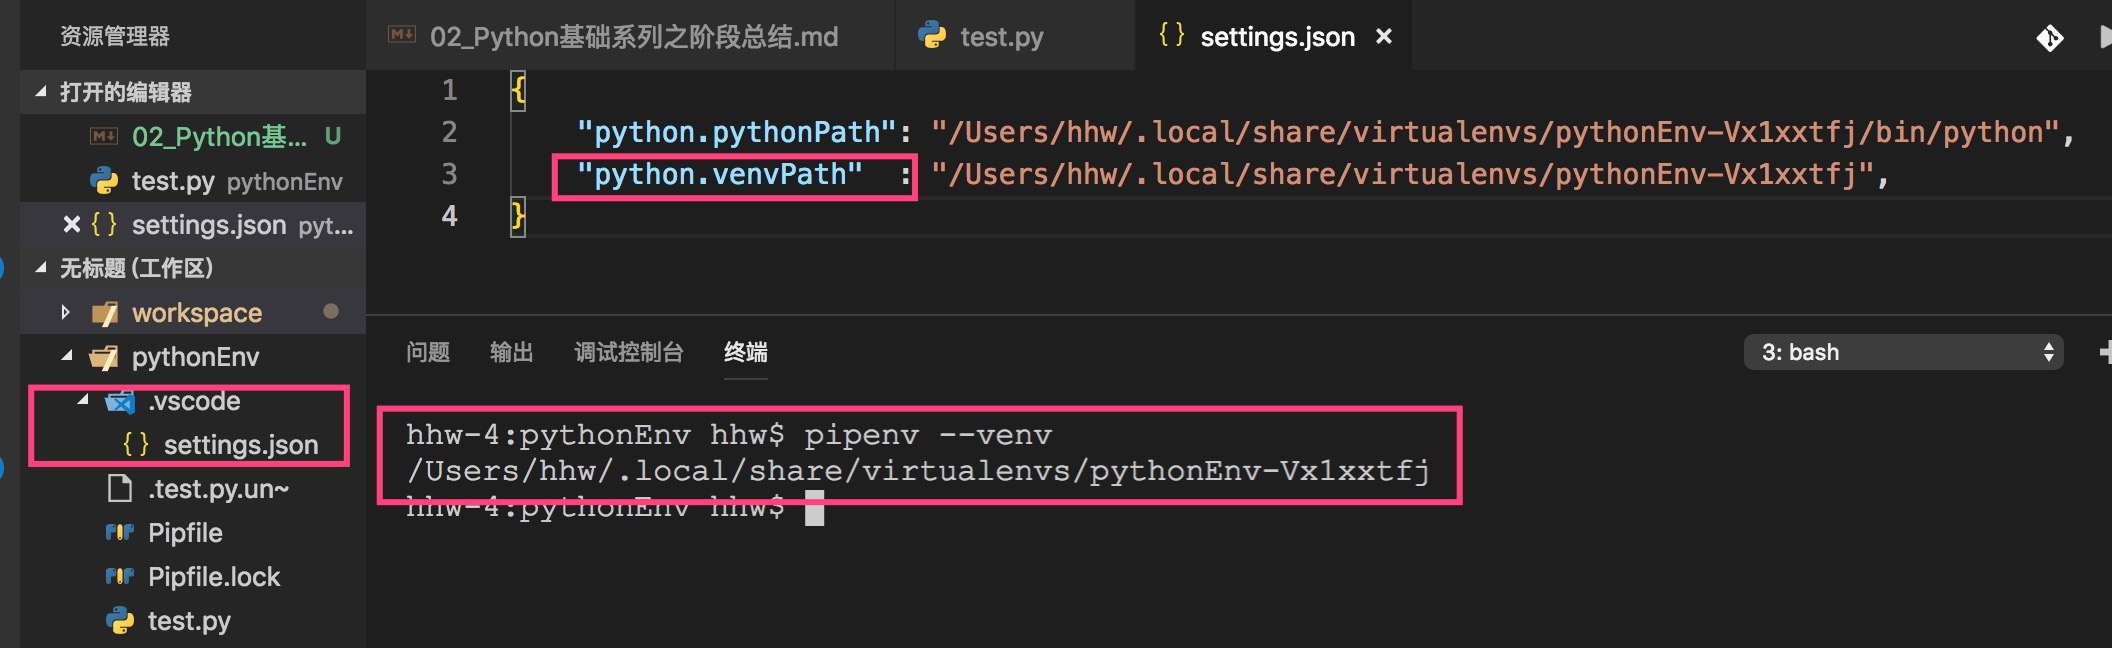 资源管理器
打开的编辑器
02_Python基... U
test.py pythonEnv
settings.json pyt...
无标题 (工作区)
workspace
pythonEnv
.vscode
settings.json
.test.py.un~
Pipfile
Pipfile.lock
test.py
02_Python基础系列之阶段总结.md test.py settings.json
1 {
2 "python.pythonPath": "/Users/hhw/.local/share/virtualenvs/pythonEnv-Vx1xxtfj/bin/python",
3 "python.venvPath" : "/Users/hhw/.local/share/virtualenvs/pythonEnv-Vx1xxtfj",
4 }
问题 输出 调试控制台 终端 3: bash
hhw-4:pythonEnv hhw$ pipenv --venv
/Users/hhw/.local/share/virtualenvs/pythonEnv-Vx1xxtfj
hhw-4:pythonEnv hhw$